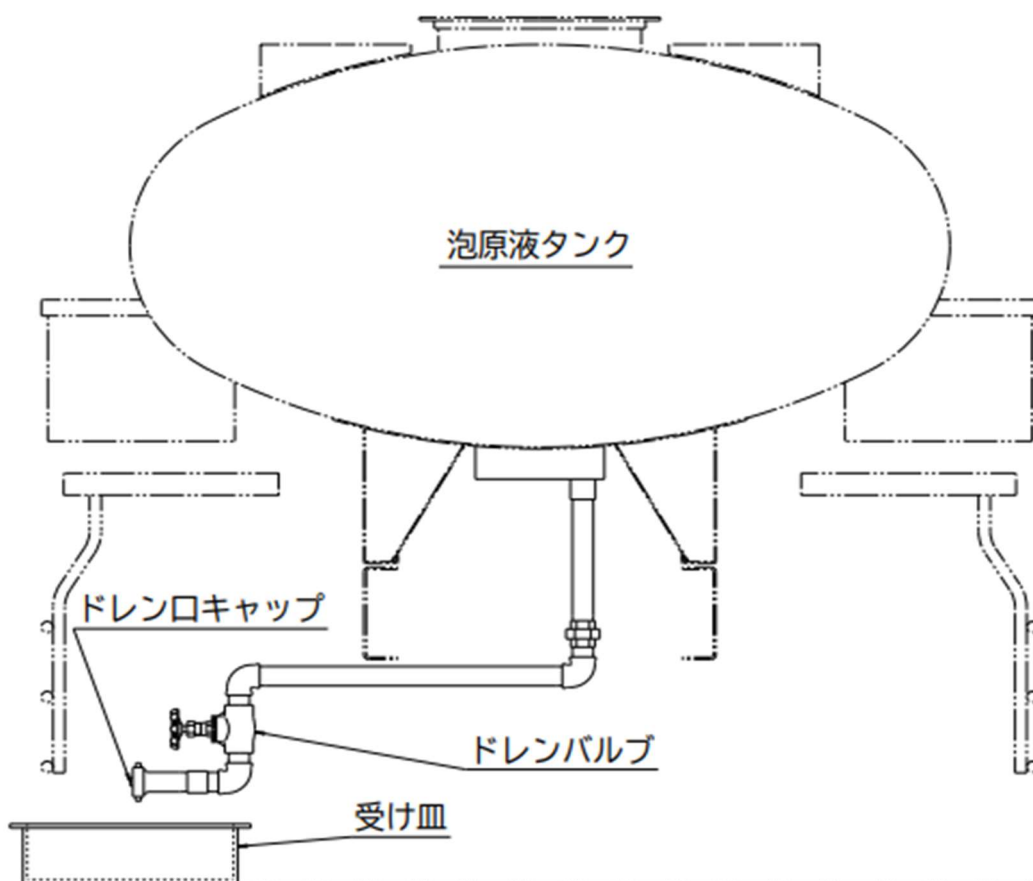 泡原液タンク
ドレン口キャップ
ドレンバルブ
受け皿